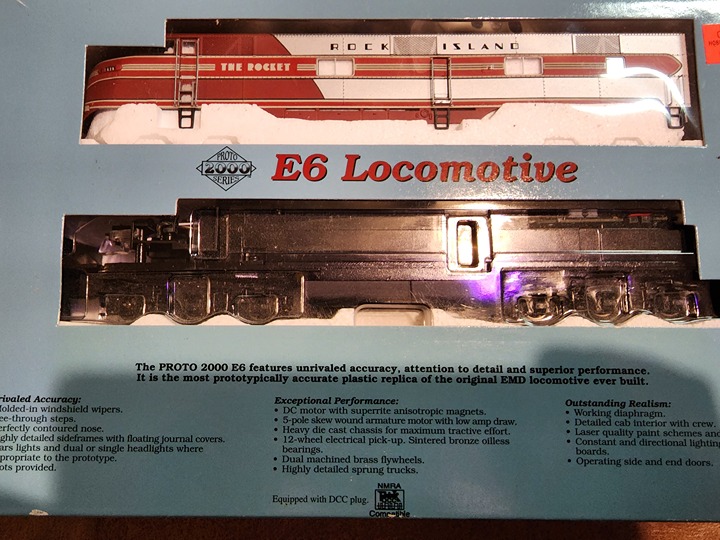 ROCK ISLAND
THE ROCKET
PROTO
2000
SERIES
E6 Locomotive
The PROTO 2000 E6 features unrivaled accuracy, attention to detail and superior performance.
It is the most prototypically accurate plastic replica of the original EMD locomotive ever built.
rivaled Accuracy:
olded-in windshield wipers.
ee-through steps.
erfectly contoured nose.
ghly detailed sideframes with floating journal covers.
ars lights and dual or single headlights where
propriate to the prototype.
ots provided.
Exceptional Performance:
• DC motor with superrite anisotropic magnets.
• 5-pole skew wound armature motor with low amp draw.
• Heavy die cast chassis for maximum tractive effort.
• 12-wheel electrical pick-up. Sintered bronze oiless
bearings.
• Dual machined brass flywheels.
• Highly detailed sprung trucks.
Outstanding Realism:
• Working diaphragm.
• Detailed cab interior with crew.
• Laser quality paint schemes and
• Constant and directional lighting
boards.
• Operating side and end doors.
Equipped with DCC plug.
NMRA
Compatible